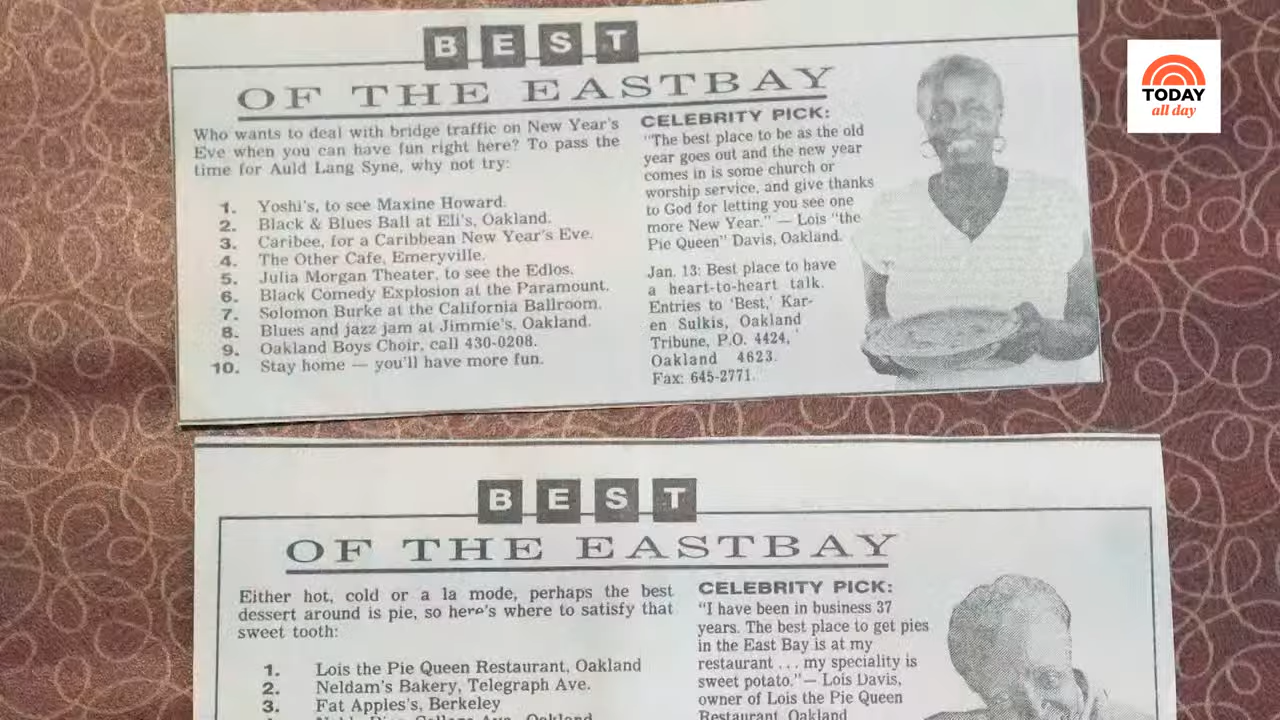 BEST
OF THE EASTBAY
Who wants to deal with bridge traffic on New Year's
Eve when you can have fun right here? To pass the
time for Auld Lang Syne, why not try:
1. Yoshi's, to see Maxine Howard.
2. Black & Blues Ball at Eli's, Oakland.
3. Caribee, for a Caribbean New Year's Eve.
4. The Other Cafe, Emeryville.
5. Julia Morgan Theater, to see the Edlos.
6. Black Comedy Explosion at the Paramount.
7. Solomon Burke at the California Ballroom.
8. Blues and jazz jam at Jimmie's, Oakland.
9. Oakland Boys Choir, call 430-0208.
10. Stay home — you'll have more fun.
CELEBRITY PICK:
"The best place to be as the old
year goes out and the new year
comes in is some church or
worship service, and give thanks
to God for letting you see one
more New Year." — Lois "the
Pie Queen" Davis, Oakland.
Jan. 13: Best place to have
a heart-to-heart talk.
Entries to 'Best,' Kar-
en Sulkis, Oakland
Tribune, P.O. 4424,
Oakland 4623.
Fax: 645-2771.
TODAY
all day
BEST
OF THE EASTBAY
Either hot, cold or a la mode, perhaps the best
dessert around is pie, so here's where to satisfy that
sweet tooth:
1. Lois the Pie Queen Restaurant, Oakland
2. Neldam's Bakery, Telegraph Ave.
3. Fat Apples's, Berkeley
CELEBRITY PICK:
"I have been in business 37
years. The best place to get pies
in the East Bay is at my
restaurant ... my speciality is
sweet potato."— Lois Davis,
owner of Lois the Pie Queen
Restaurant, Oakland